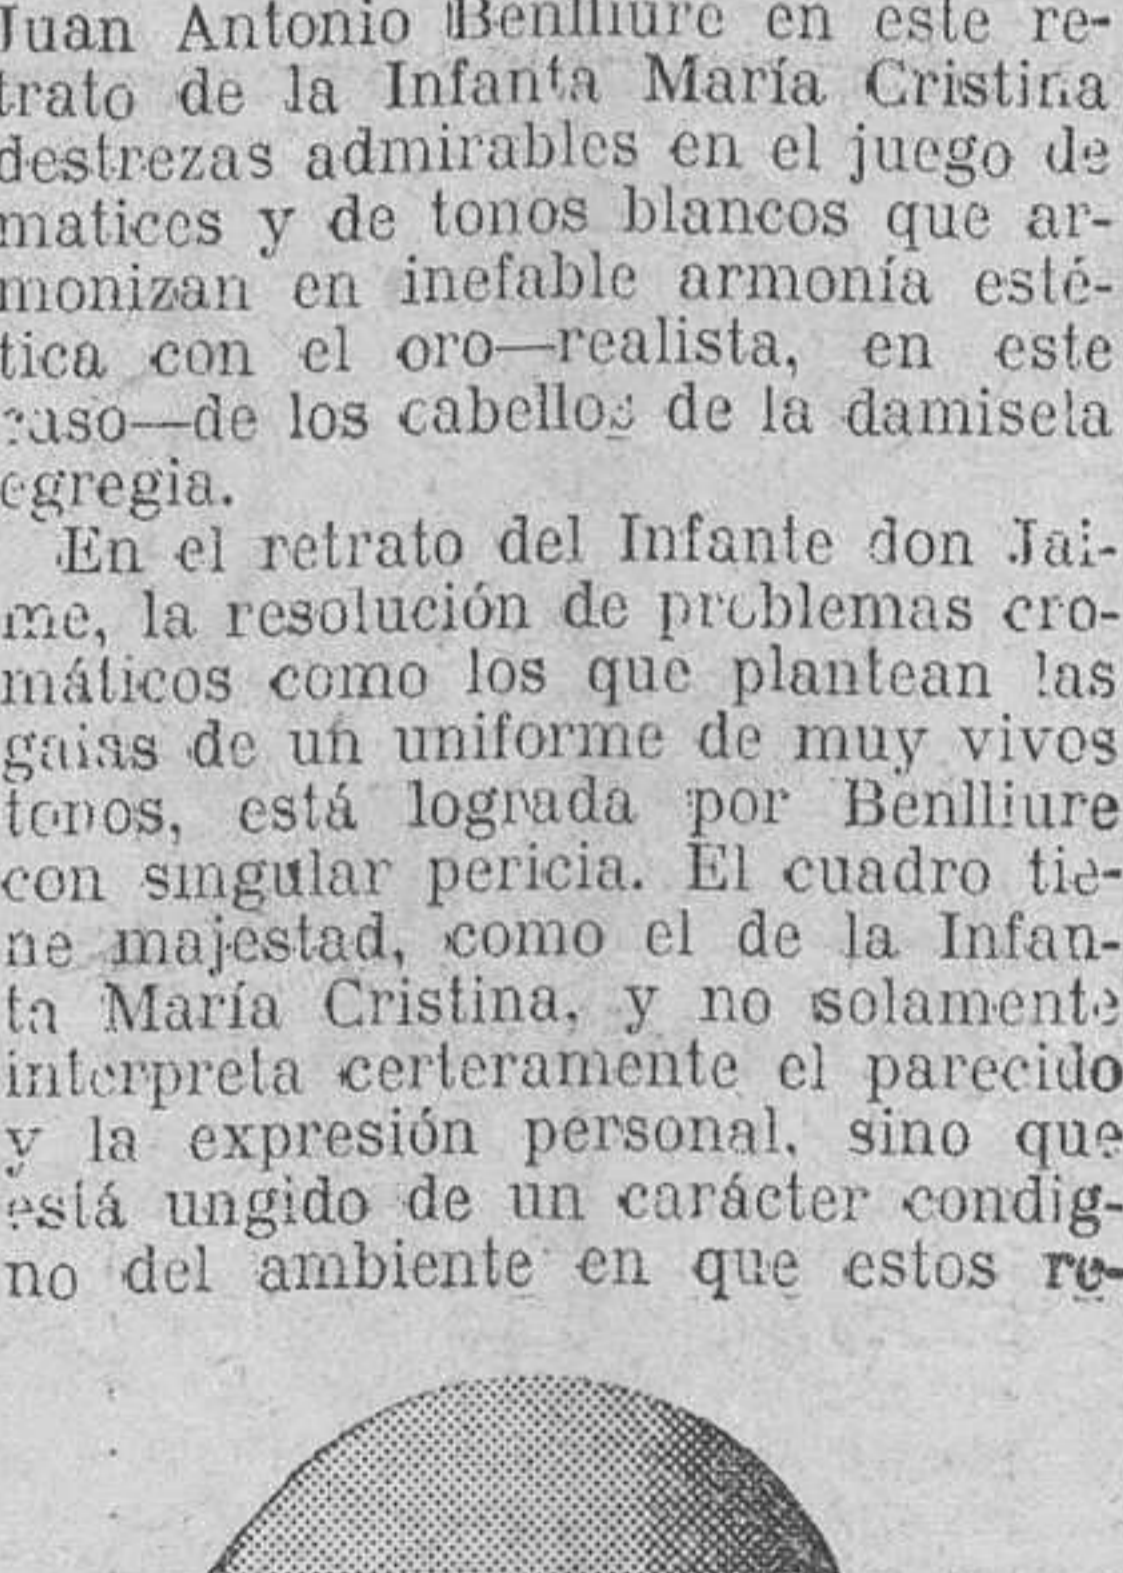 Juan Antonio Benlliure en este re-
trato de la Infanta María Cristina
destrezas admirables en el juego de
matices y de tonos blancos que ar-
monizan en inefable armonía esté-
tica con el oro—realista, en este
caso—de los cabellos de la damisela
egregia.
En el retrato del Infante don Jai-
me, la resolución de problemas cro-
máticos como los que plantean las
galas de un uniforme de muy vivos
tonos, está lograda por Benlliure
con singular pericia. El cuadro tie-
ne majestad, como el de la Infan-
ta María Cristina, y no solamente
interpreta certeramente el parecido
y la expresión personal, sino que
está ungido de un carácter condig-
no del ambiente en que estos re-